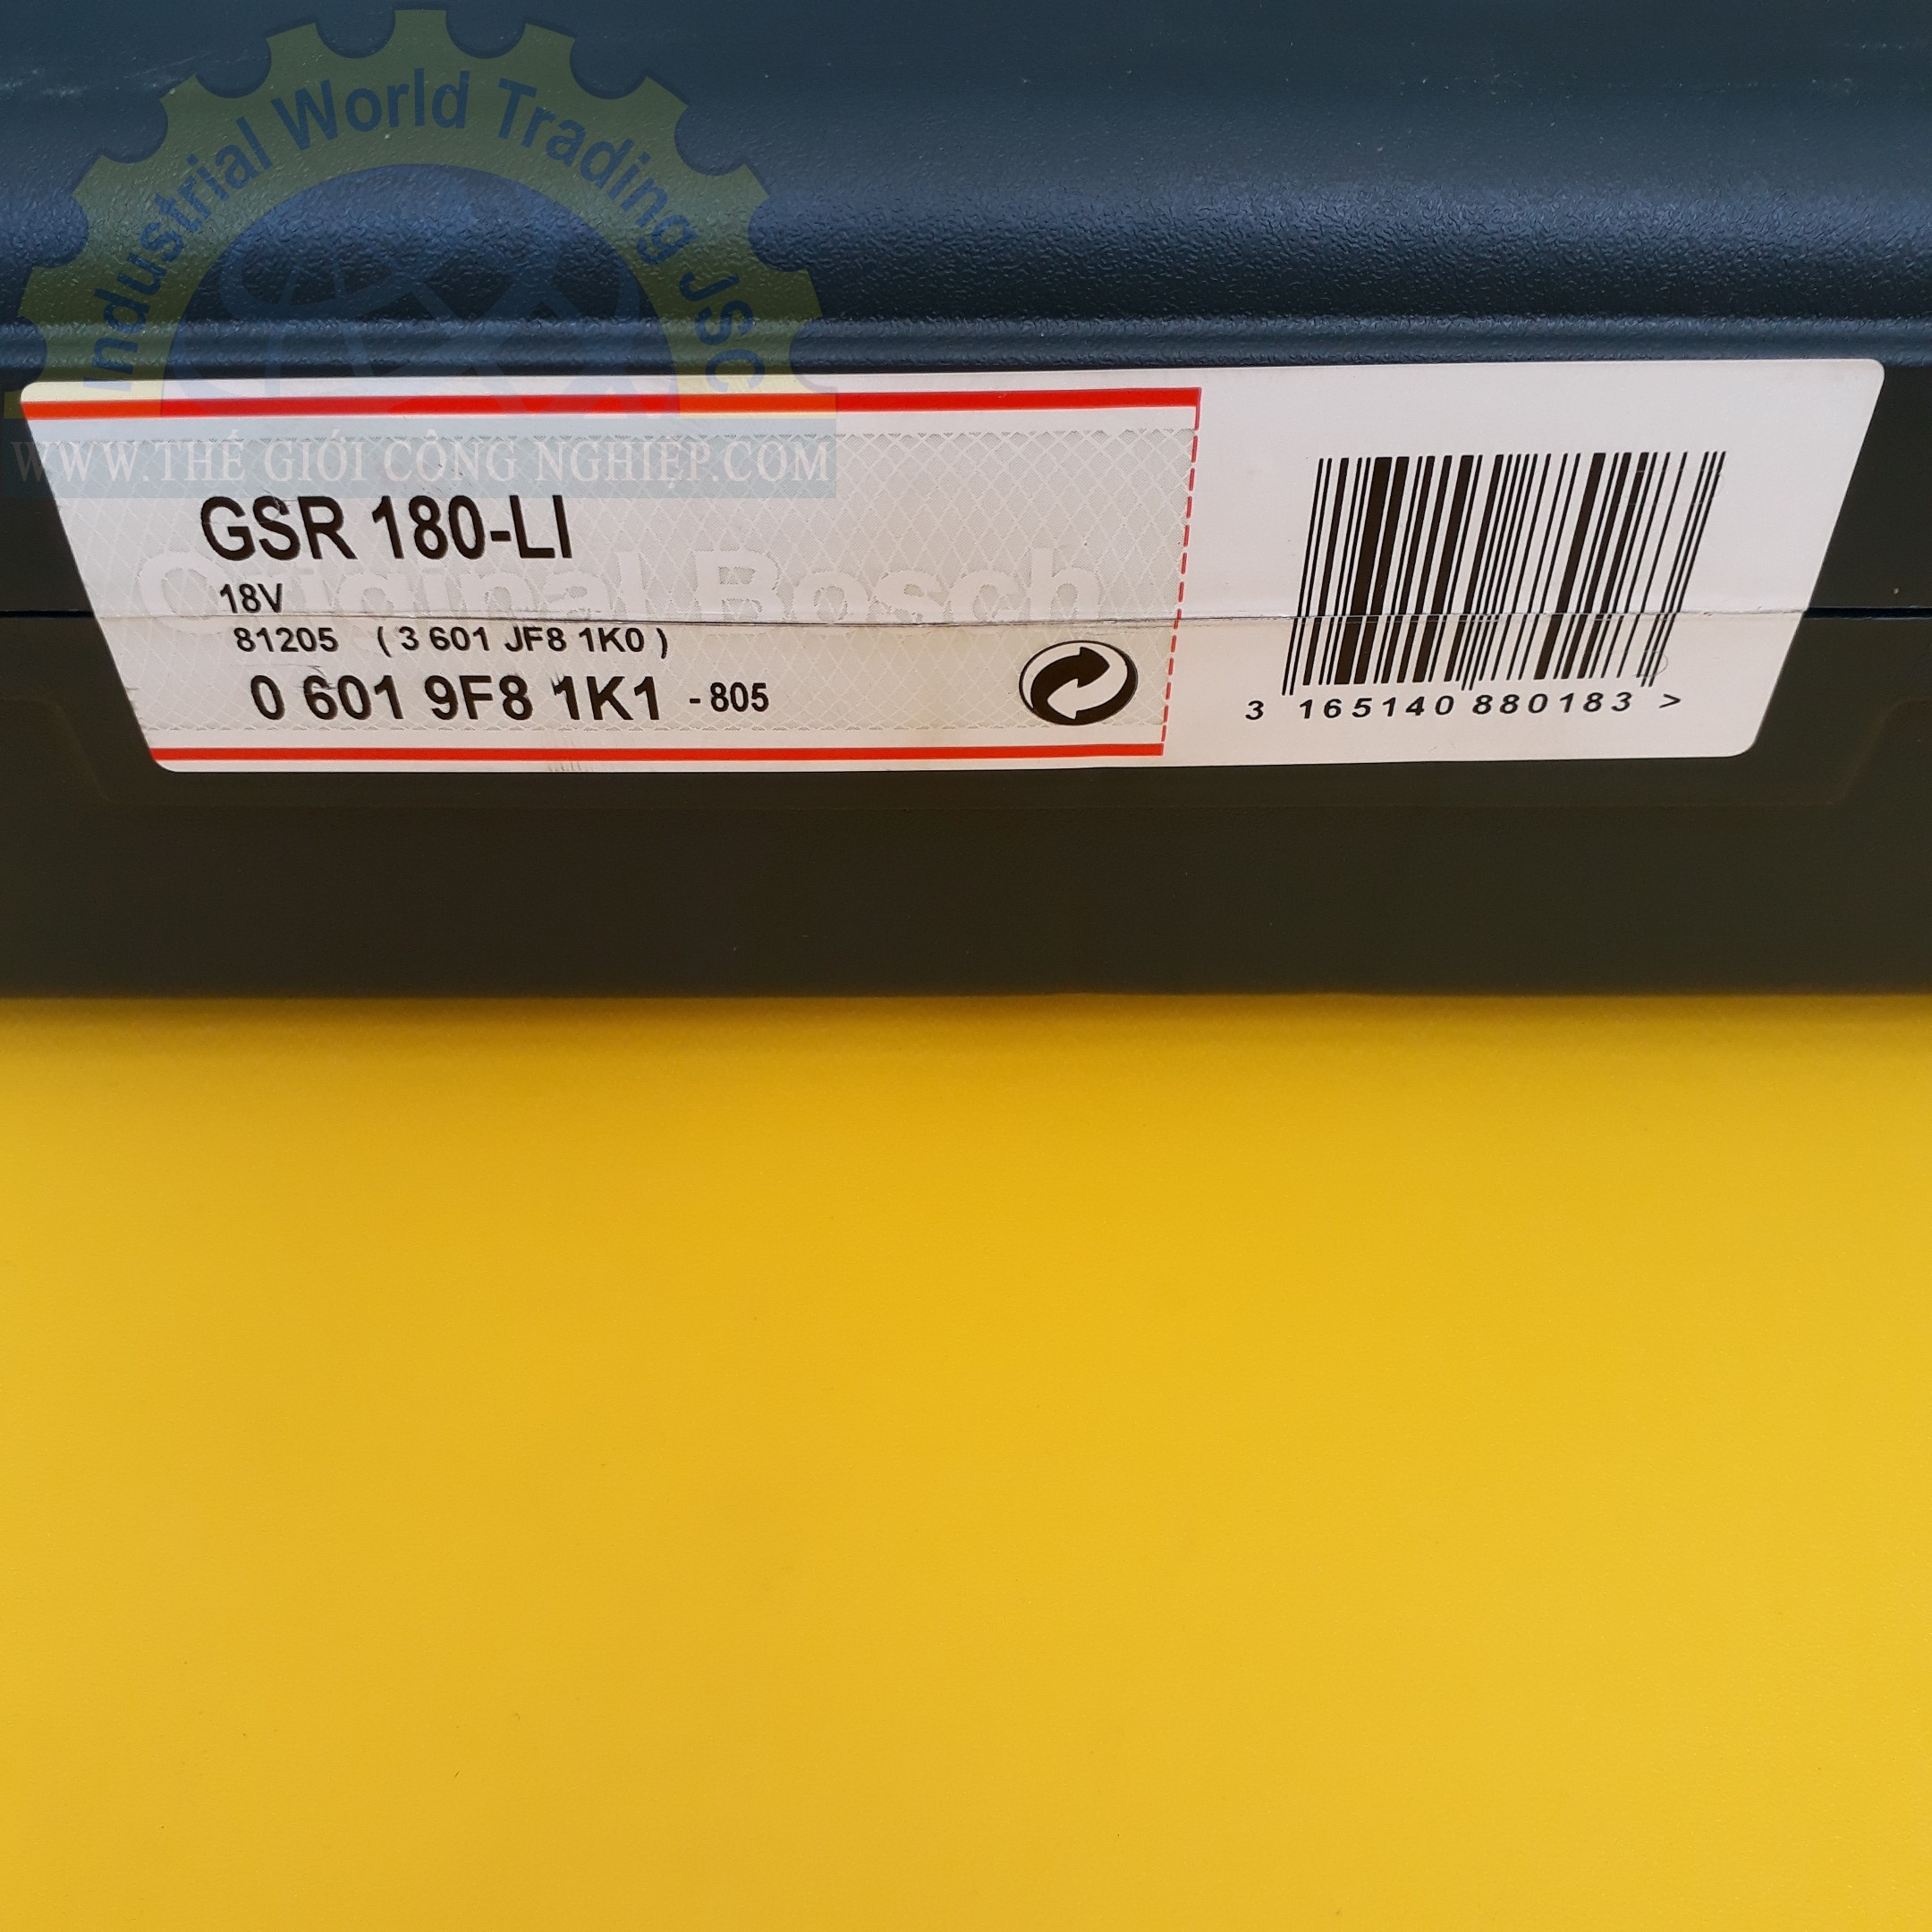 Industrial World Trading JSC
WWW.THẾ GIỚI CÔNG NGHIỆP.COM
GSR 180-LI
Original Bosch
18V
81205 ( 3 601 JF8 1K0 )
0 601 9F8 1K1 - 805
3 165140 880183 >